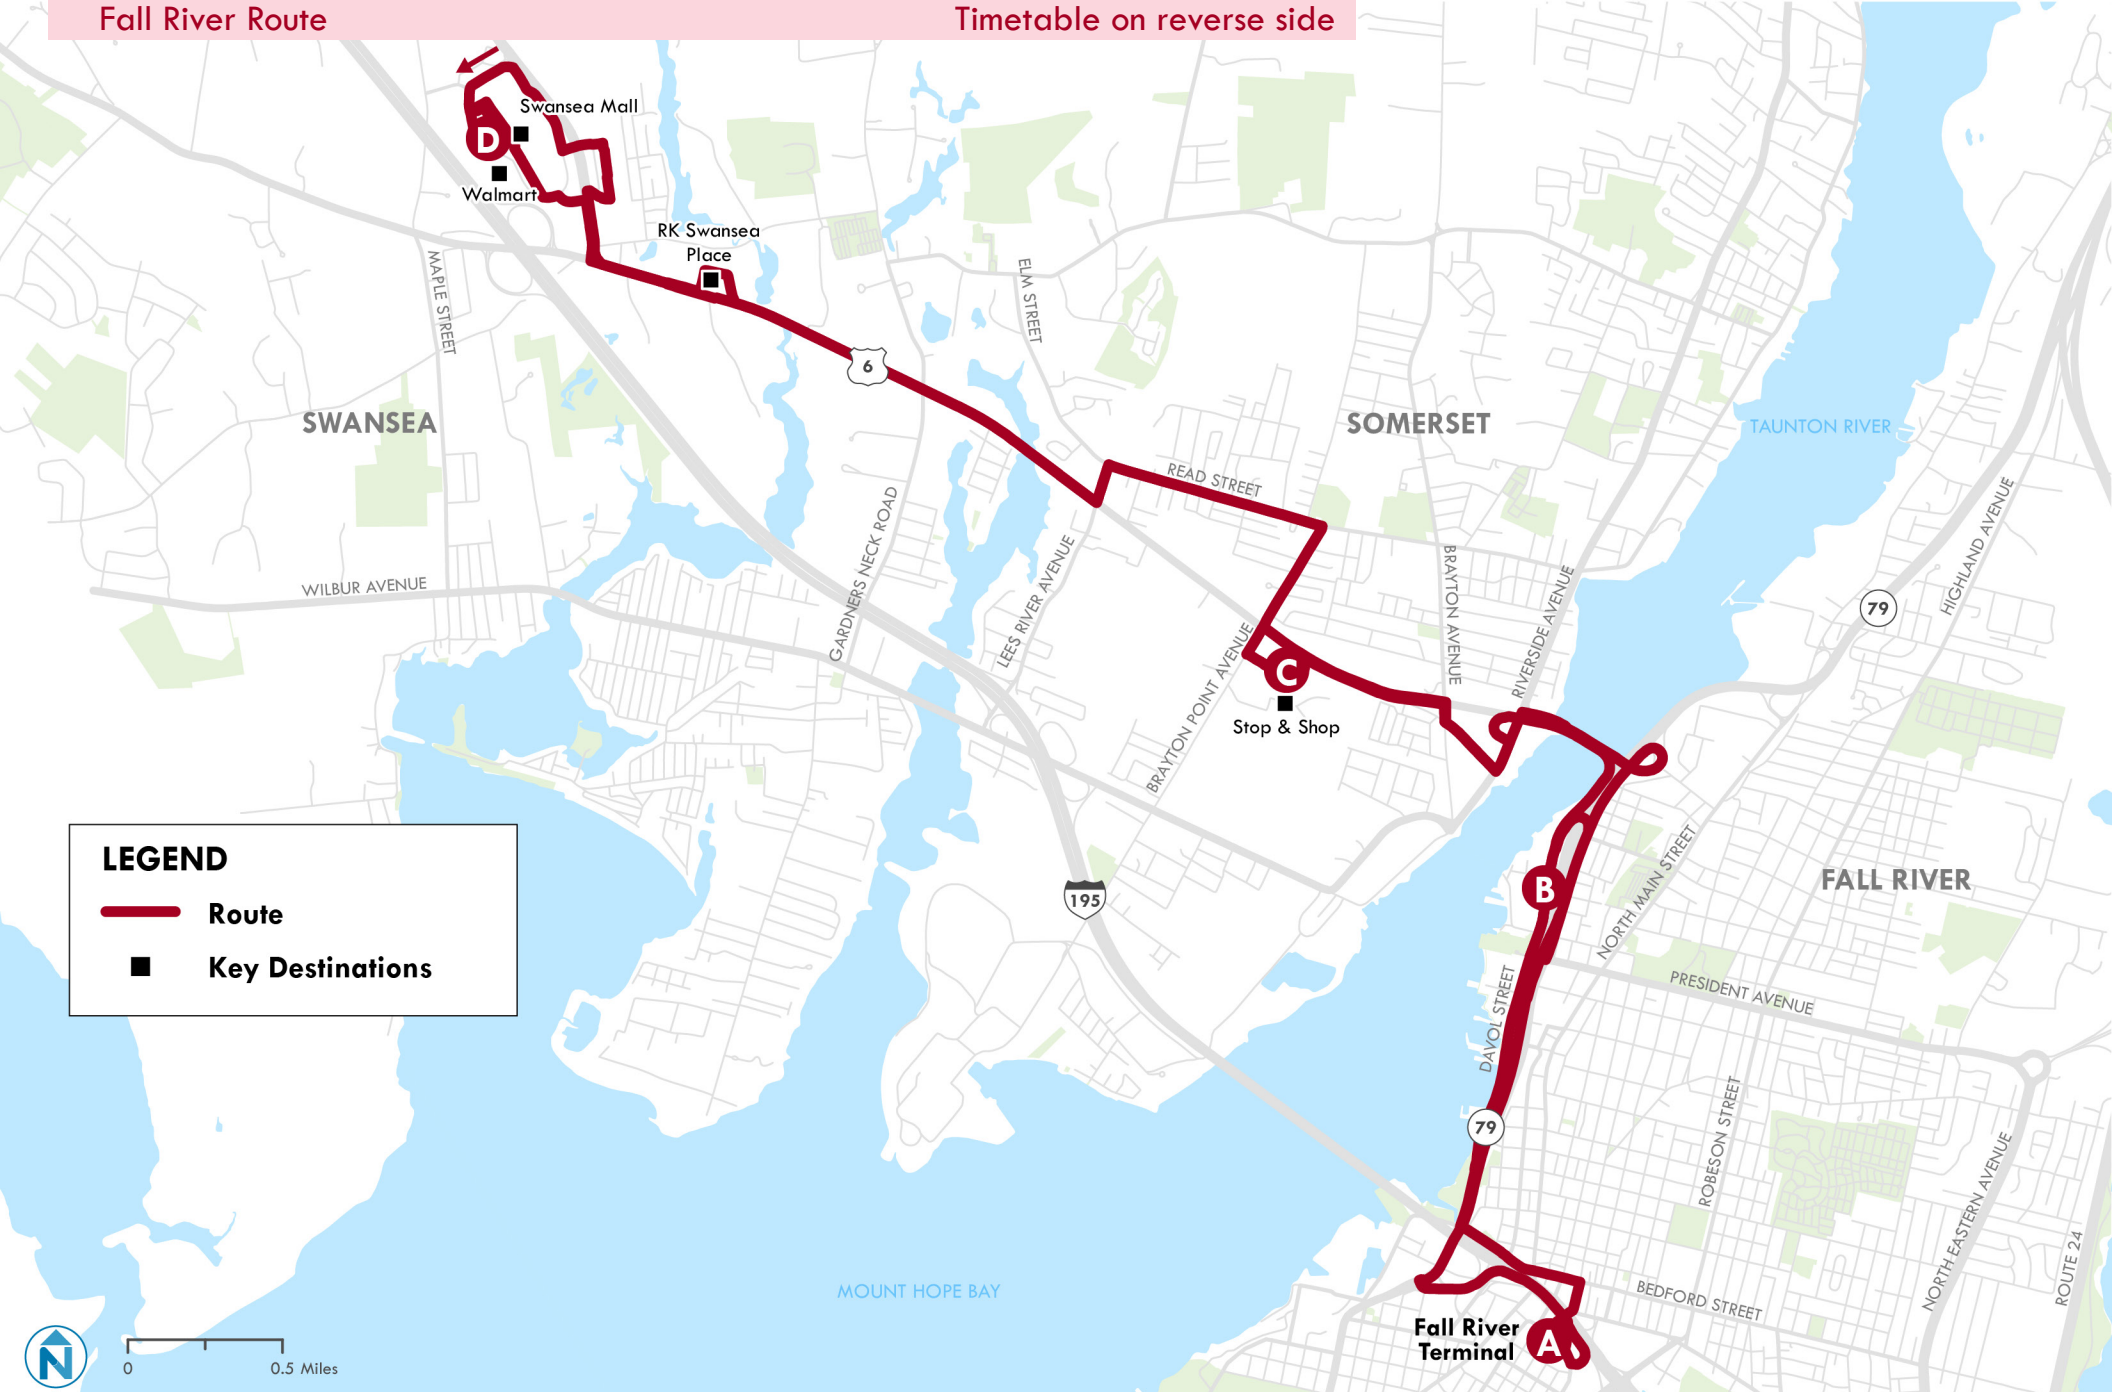 Fall River Route
Timetable on reverse side
Swansea Mall
D
Walmart
RK Swansea
Place
MAPLE STREET
ELM STREET
6
SWANSEA
SOMERSET
TAUNTON RIVER
READ STREET
GARDNERS NECK ROAD
HIGHLAND AVENUE
WILBUR AVENUE
LEES RIVER AVENUE
BRAYTON AVENUE
RIVERSIDE AVENUE
79
BRAYTON POINT AVENUE
C
Stop & Shop
LEGEND
Route
Key Destinations
195
B
NORTH MAIN STREET
FALL RIVER
DAVOL STREET
PRESIDENT AVENUE
79
ROBESON STREET
NORTH EASTERN AVENUE
ROUTE 24
MOUNT HOPE BAY
BEDFORD STREET
Fall River
Terminal
A
N
0
0.5 Miles